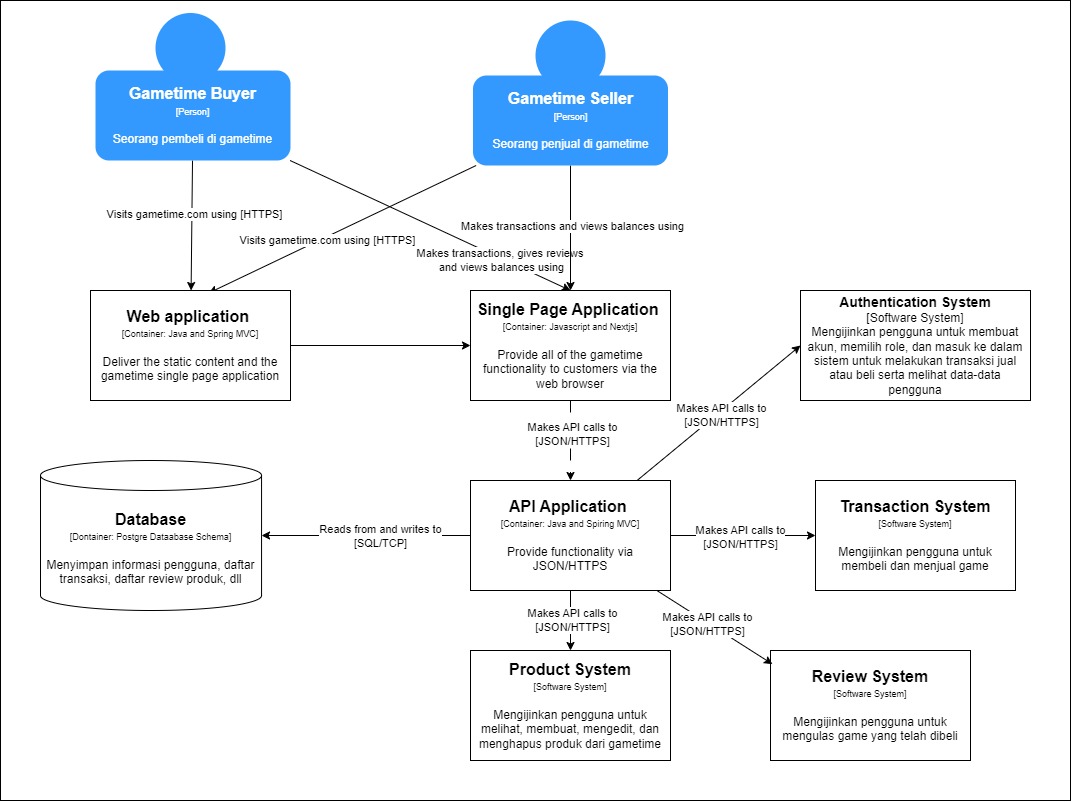 Gametime Buyer
[Person]
Seorang pembeli di gametime
Gametime Seller
[Person]
Seorang penjual di gametime
Visits gametime.com using [HTTPS]
Visits gametime.com using [HTTPS]
Makes transactions and views balances using
Makes transactions, gives reviews
and views balances using
Web application
[Container: Java and Spring MVC]
Deliver the static content and the
gametime single page application
Single Page Application
[Container: Javascript and Nextjs]
Provide all of the gametime
functionality to customers via the
web browser
Authentication System
[Software System]
Mengijinkan pengguna untuk membuat
akun, memilih role, dan masuk ke dalam
sistem untuk melakukan transaksi jual
atau beli serta melihat data-data
pengguna
Makes API calls to
[JSON/HTTPS]
Makes API calls to
[JSON/HTTPS]
Database
[Dontainer: Postgre Dataabse Schema]
Menyimpan informasi pengguna, daftar
transaksi, daftar review produk, dll
Reads from and writes to
[SQL/TCP]
API Application
[Container: Java and Spiring MVC]
Provide functionality via
JSON/HTTPS
Makes API calls to
[JSON/HTTPS]
Transaction System
[Software System]
Mengijinkan pengguna untuk
membeli dan menjual game
Makes API calls to
[JSON/HTTPS]
Makes API calls to
[JSON/HTTPS]
Product System
[Software System]
Mengijinkan pengguna untuk
melihat, membuat, mengedit, dan
menghapus produk dari gametime
Review System
[Software System]
Mengijinkan pengguna untuk
mengulas game yang telah dibeli